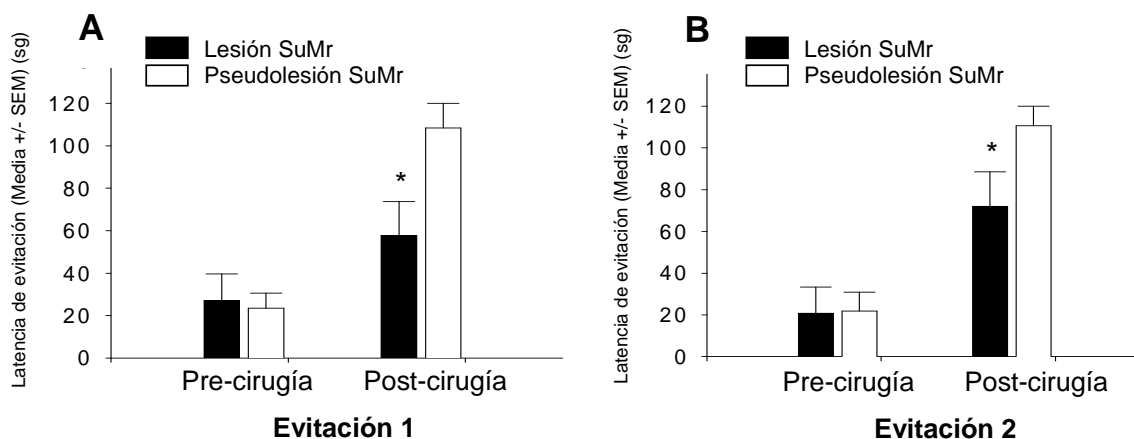 A
Lesión SuMr
Pseudolesión SuMr
Latencia de evitación (Media +/- SEM) (sg)
120
100
80
60
40
20
0
*
Pre-cirugía Post-cirugía
Evitación 1
B
Lesión SuMr
Pseudolesión SuMr
Latencia de evitación (Media +/- SEM) (sg)
120
100
80
60
40
20
0
*
Pre-cirugía Post-cirugía
Evitación 2